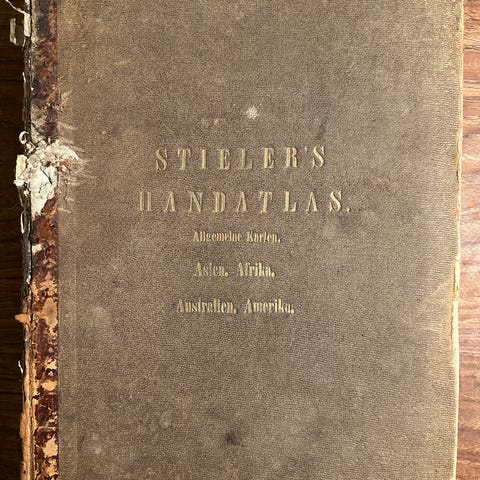 STIELER'S
HANDATLAS.
Allgemeine Karten,
Asien, Afrika,
Australien, Amerika.